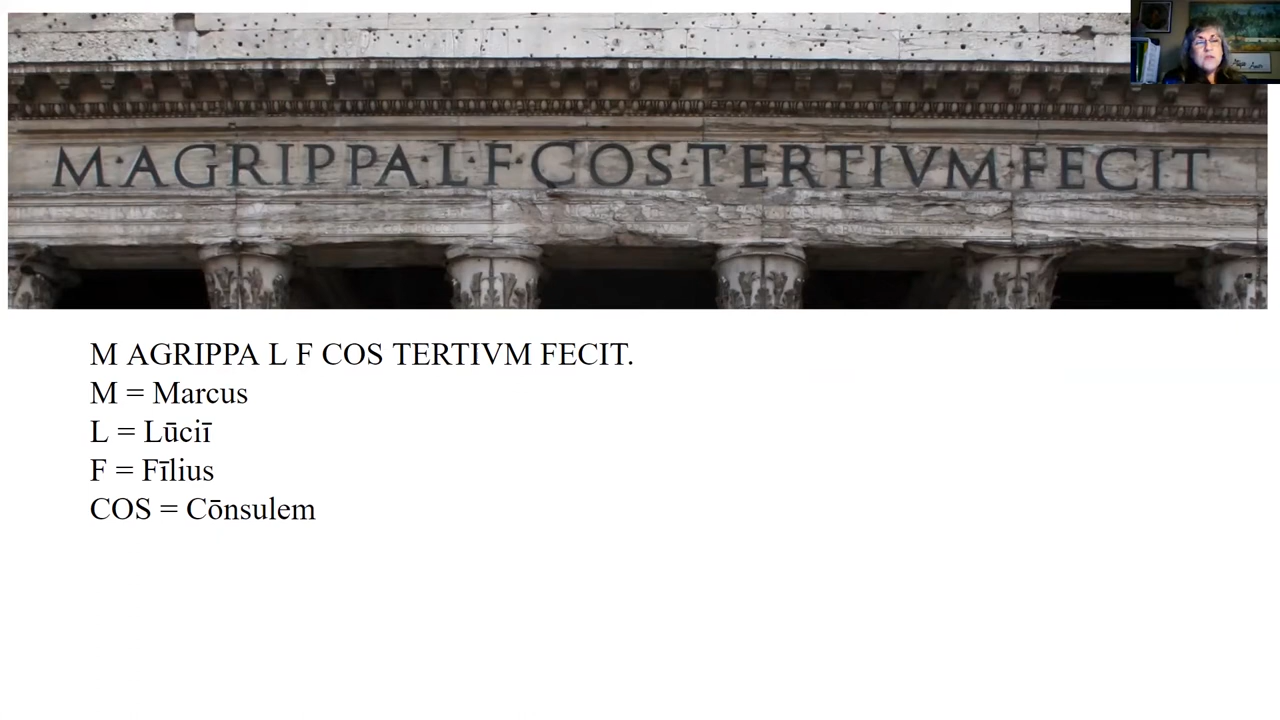 M·AGRIPPA·L·F·COS·TERTIVM·FECIT
M AGRIPPA L F COS TERTIVM FECIT.
M = Marcus
L = Lūciī
F = Fīlius
COS = Cōnsulem